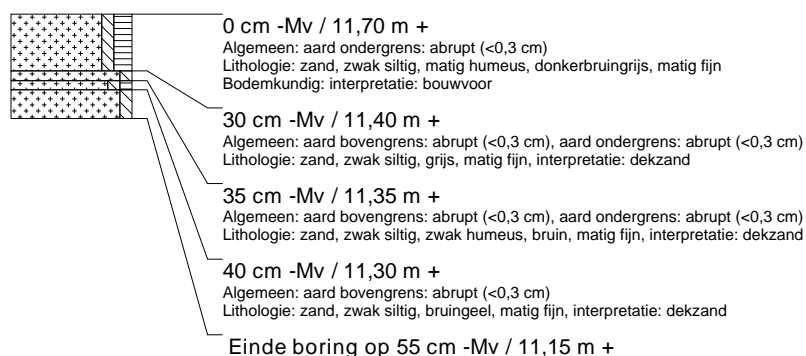 0 cm -Mv / 11,70 m +
Algemeen: aard ondergrens: abrupt (<0,3 cm)
Lithologie: zand, zwak siltig, matig humeus, donkerbruingrijs, matig fijn
Bodemkundig: interpretatie: bouwvoor
30 cm -Mv / 11,40 m +
Algemeen: aard bovengrens: abrupt (<0,3 cm), aard ondergrens: abrupt (<0,3 cm)
Lithologie: zand, zwak siltig, grijs, matig fijn, interpretatie: dekzand
35 cm -Mv / 11,35 m +
Algemeen: aard bovengrens: abrupt (<0,3 cm), aard ondergrens: abrupt (<0,3 cm)
Lithologie: zand, zwak siltig, zwak humeus, bruin, matig fijn, interpretatie: dekzand
40 cm -Mv / 11,30 m +
Algemeen: aard bovengrens: abrupt (<0,3 cm)
Lithologie: zand, zwak siltig, bruingeel, matig fijn, interpretatie: dekzand
Einde boring op 55 cm -Mv / 11,15 m +